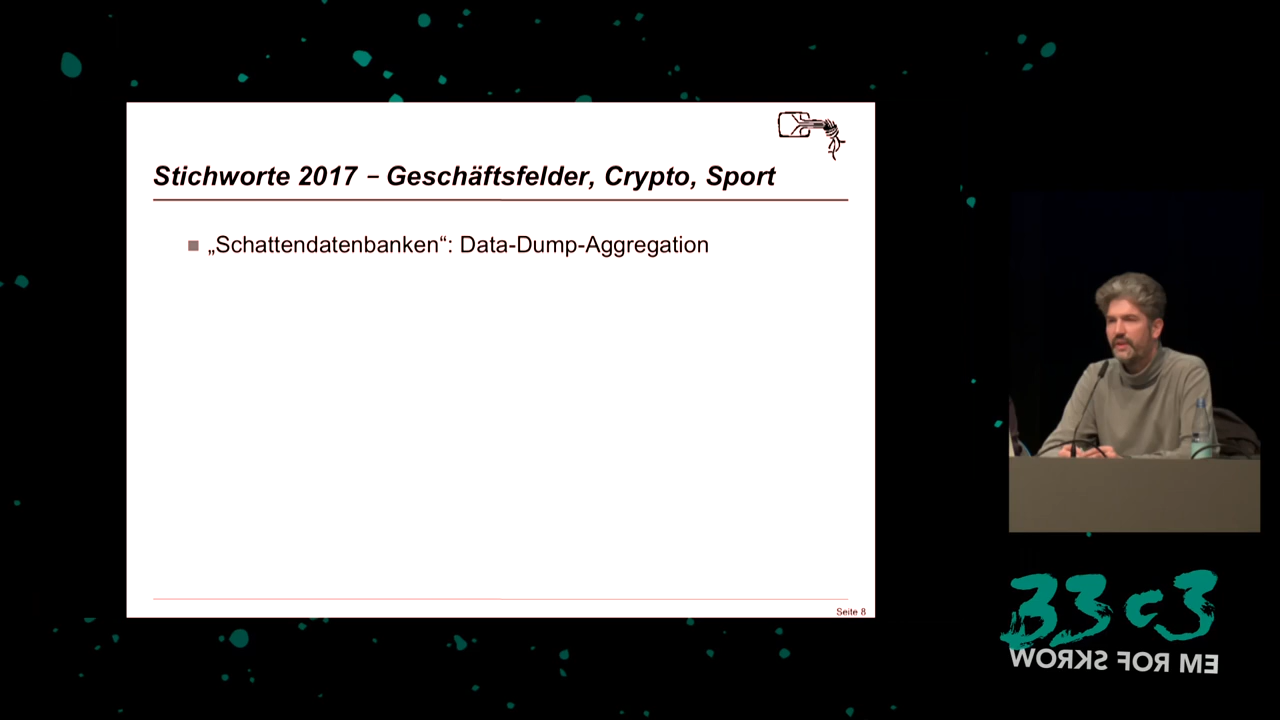 Stichworte 2017 – Geschäftsfelder, Crypto, Sport
„Schattendatenbanken“: Data-Dump-Aggregation
Seite 8
33c3
WORKS FOR ME